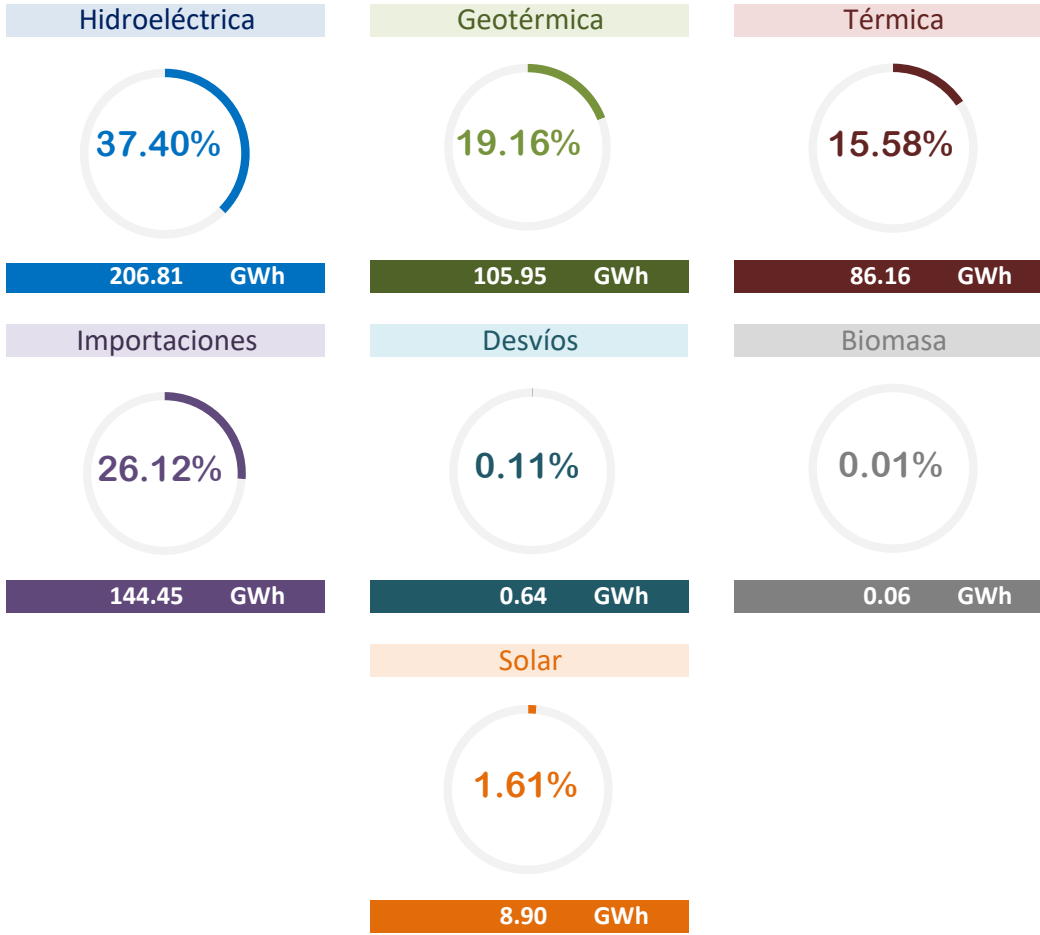 Hidroeléctrica
Geotérmica
Térmica
37.40%
19.16%
15.58%
206.81 GWh
105.95 GWh
86.16 GWh
Importaciones
Desvíos
Biomasa
26.12%
0.11%
0.01%
144.45 GWh
0.64 GWh
0.06 GWh
Solar
1.61%
8.90 GWh